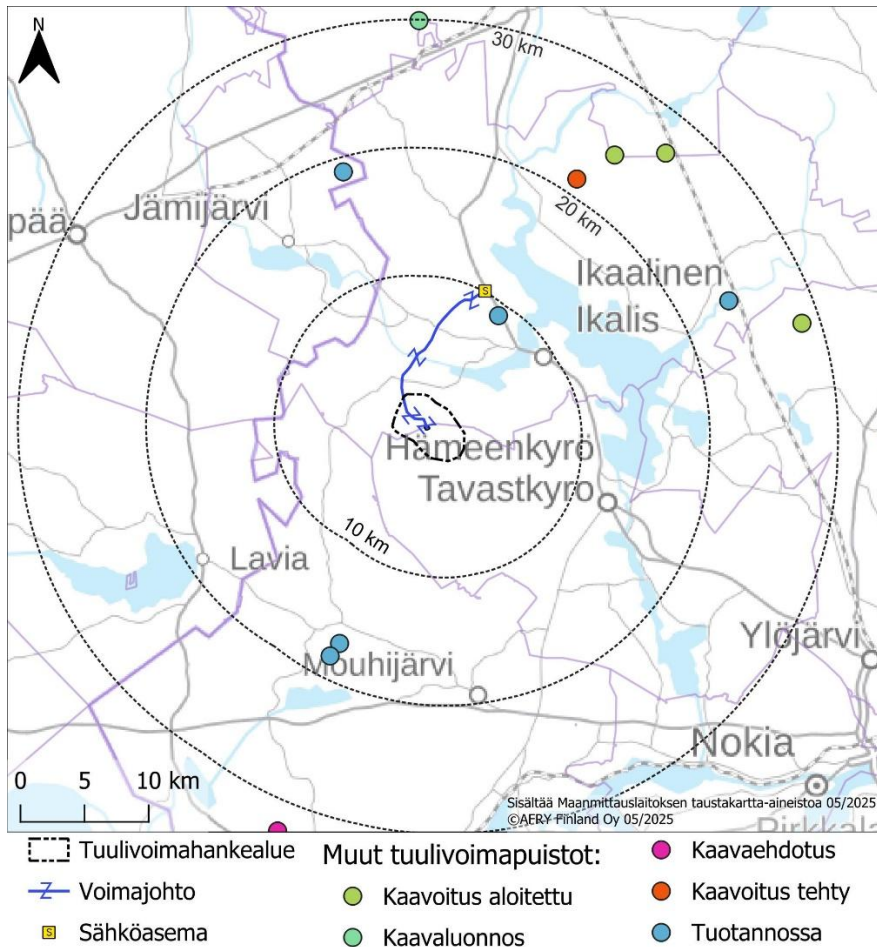 N
30 km
Jämijärvi
pää
20 km
Ikaalinen
Ikalis
Hämeenkyrö
Tavastkyro
10 km
Lavia
Mouhijärvi
Ylöjärvi
Nokia
0 5 10 km
Sisältää Maanmittauslaitoksen taustakartta-aineistoa 05/2025
©AFRY Finland Oy 05/2025
Pirkkala
Tuulivoimahankealue
Voimajohto
S Sähköasema
Muut tuulivoimapuistot:
Kaavoitus aloitettu
Kaavaluonnos
Kaavaehdotus
Kaavoitus tehty
Tuotannossa